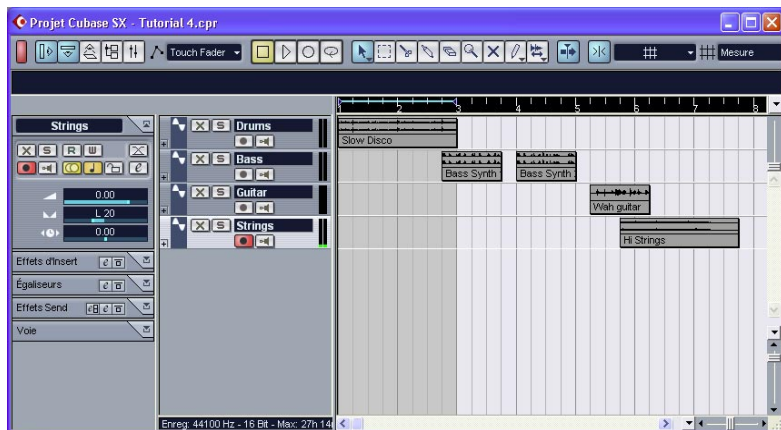 Projet Cubase SX - Tutorial 4.cpr
Touch Fader
Mesure
1 2 3 4 5 6 7 8
Strings
X S R W
e
0.00
L 20
0.00
Effets d'Insert e
Égaliseurs e
Effets Send e
Voie
X S Drums
X S Bass
X S Guitar
X S Strings
Slow Disco
Bass Synth
Bass Synth
Wah guitar
Hi Strings
Enreg: 44100 Hz - 16 Bit - Max: 27h 14